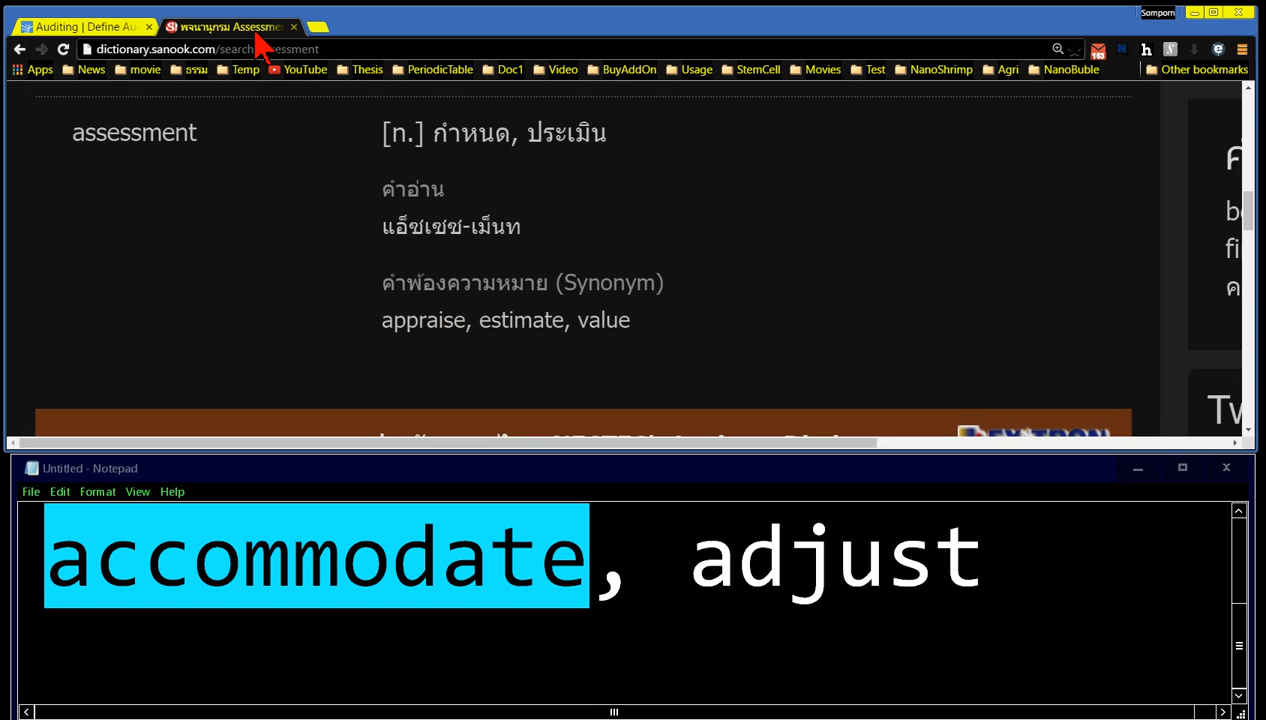 Somporn
Auditing | Define Au
พจนานุกรม Assessme
dictionary.sanook.com/search
Apps News movie ธรรม Temp YouTube Thesis PeriodicTable Doc1 Video BuyAddOn Usage StemCell Movies Test NanoShrimp Agri NanoBuble Other bookmarks
163
assessment [n.] กำหนด, ประเมิน
คำอ่าน
แอ็ซเซซ-เม็นท
คำพ้องความหมาย (Synonym)
appraise, estimate, value
Untitled - Notepad
File Edit Format View Help
accommodate, adjust